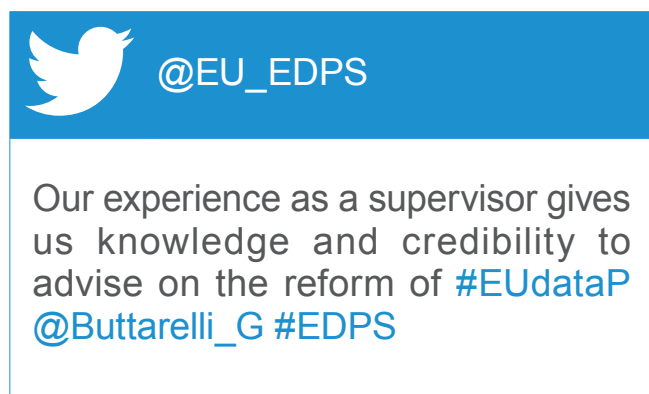 @EU_EDPS
Our experience as a supervisor gives
us knowledge and credibility to
advise on the reform of #EUdataP
@Buttarelli_G #EDPS